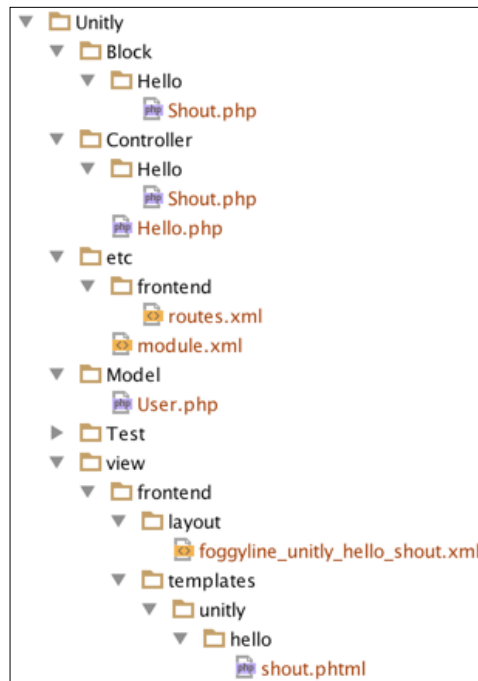 Unitly
Block
Hello
Shout.php
Controller
Hello
Shout.php
Hello.php
etc
frontend
routes.xml
module.xml
Model
User.php
Test
view
frontend
layout
foggyline_unitly_hello_shout.xml
templates
unitly
hello
shout.phtml